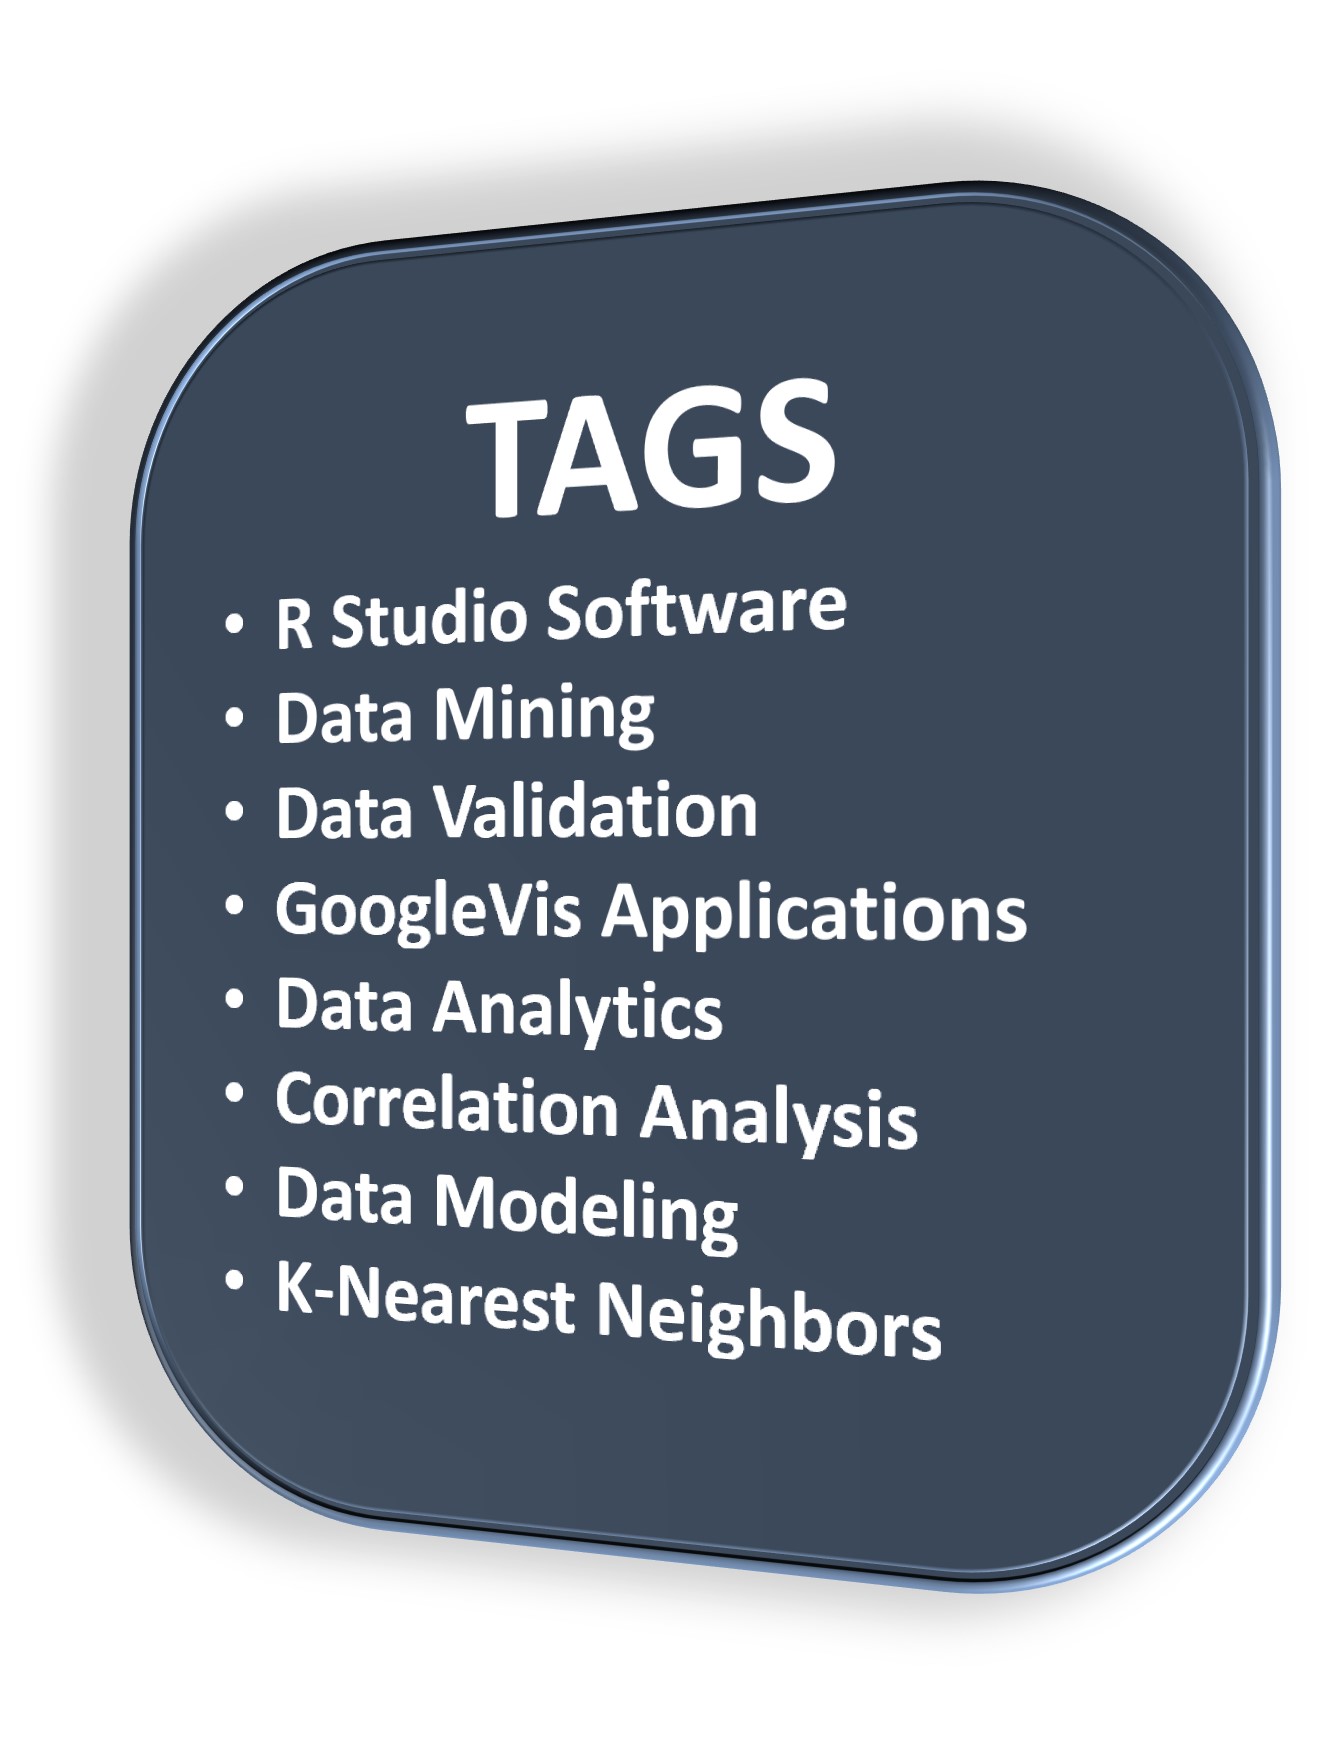 TAGS
• R Studio Software
• Data Mining
• Data Validation
• GoogleVis Applications
• Data Analytics
• Correlation Analysis
• Data Modeling
• K-Nearest Neighbors